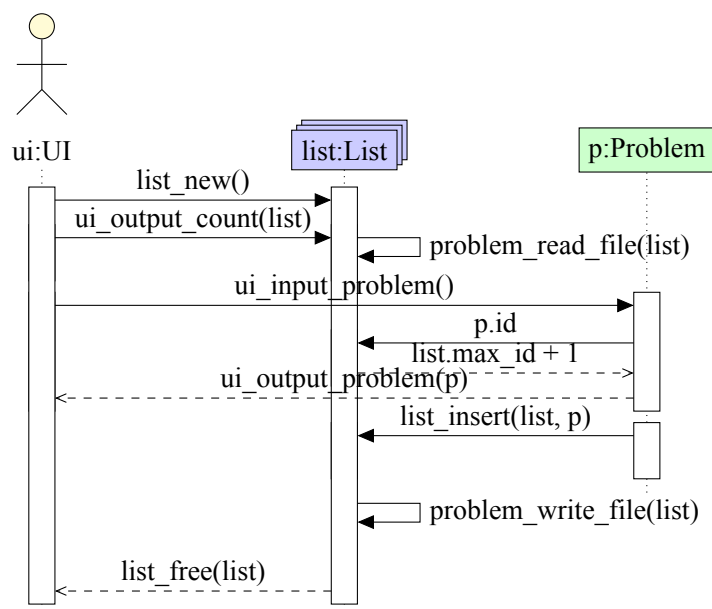 ui:UI
list:List
p:Problem
list_new()
ui_output_count(list)
problem_read_file(list)
ui_input_problem()
p.id
list.max_id + 1
ui_output_problem(p)
list_insert(list, p)
problem_write_file(list)
list_free(list)